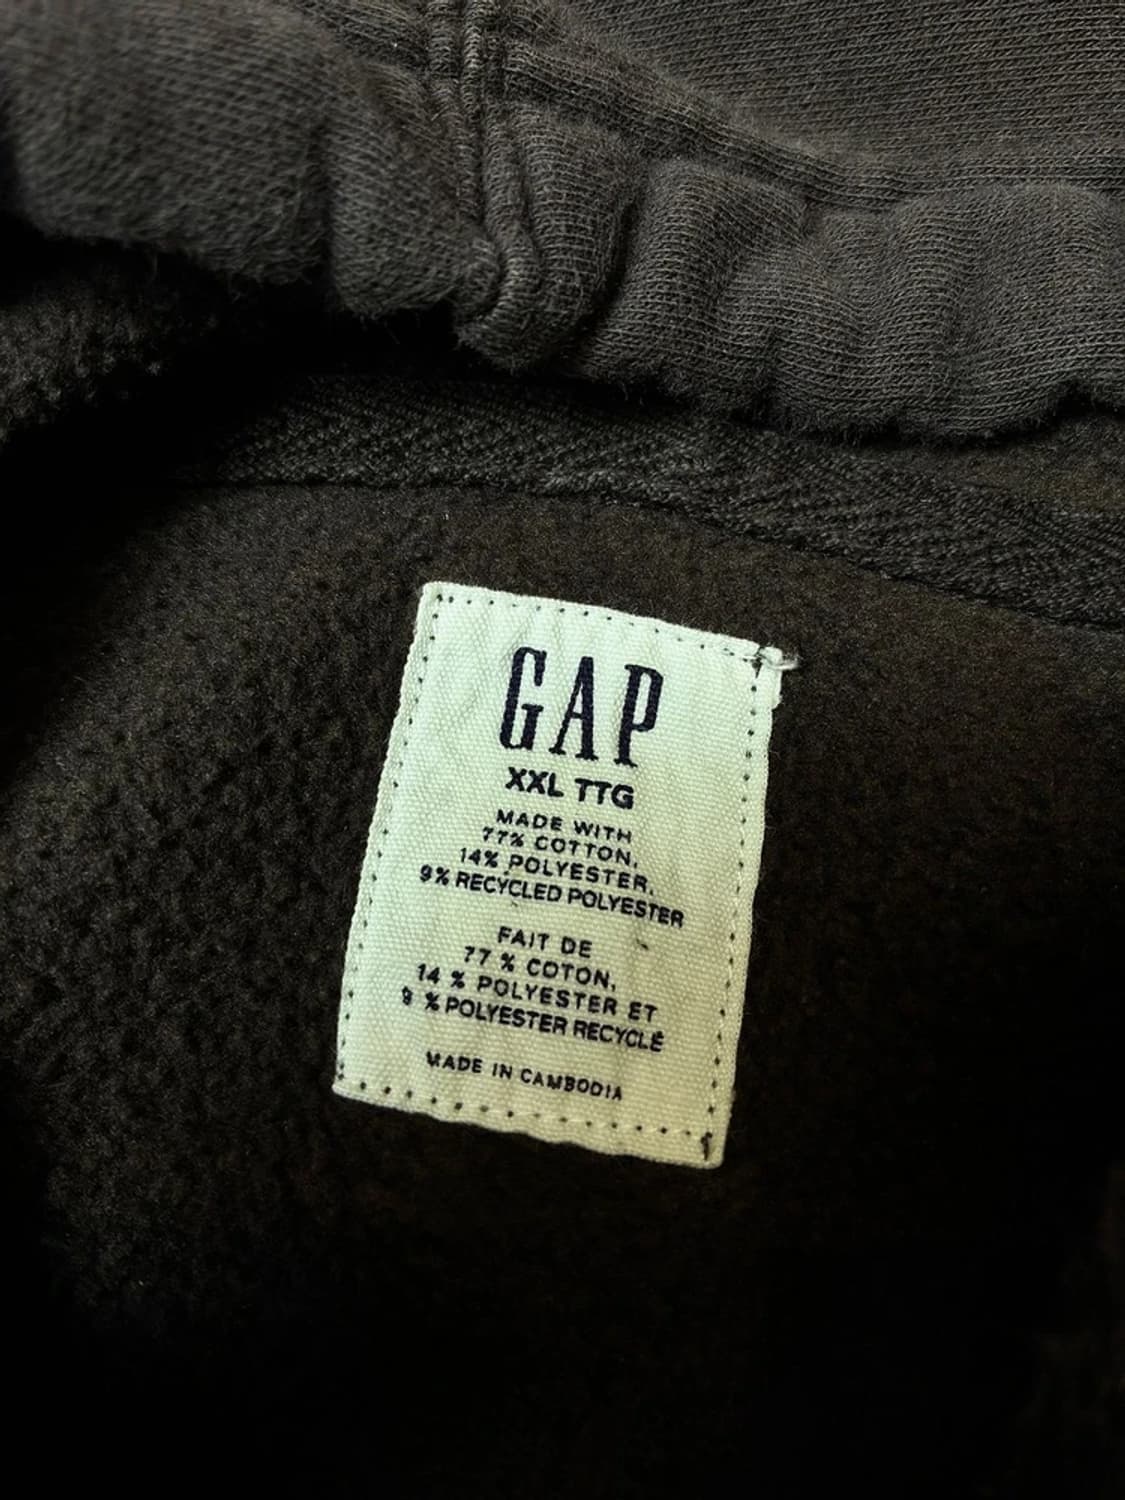 GAP
XXL TTG
MADE WITH
77% COTTON,
14% POLYESTER,
9% RECYCLED POLYESTER
FAIT DE
77 % COTON,
14 % POLYESTER ET
9 % POLYESTER RECYCLÉ
MADE IN CAMBODIA